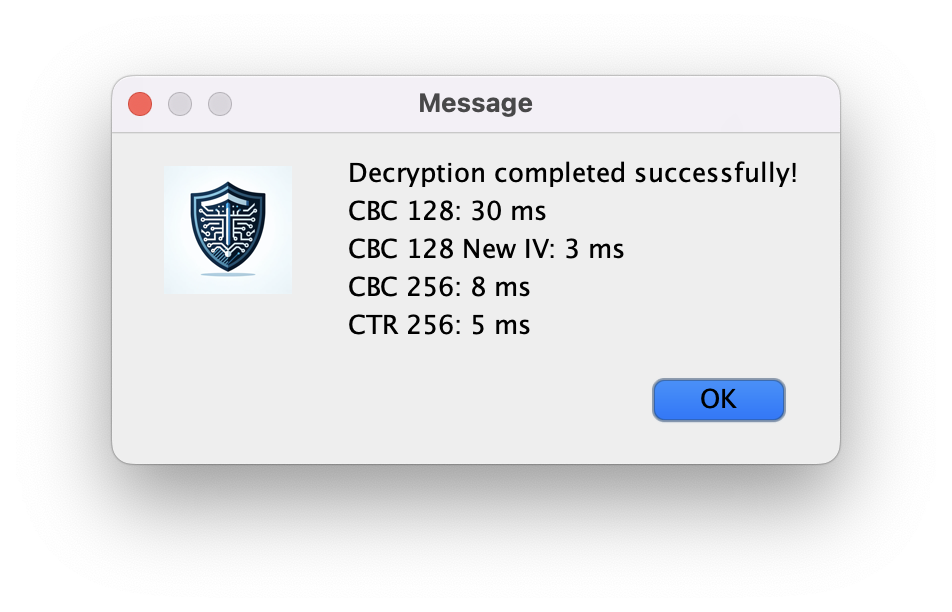 Message
Decryption completed successfully!
CBC 128: 30 ms
CBC 128 New IV: 3 ms
CBC 256: 8 ms
CTR 256: 5 ms
OK